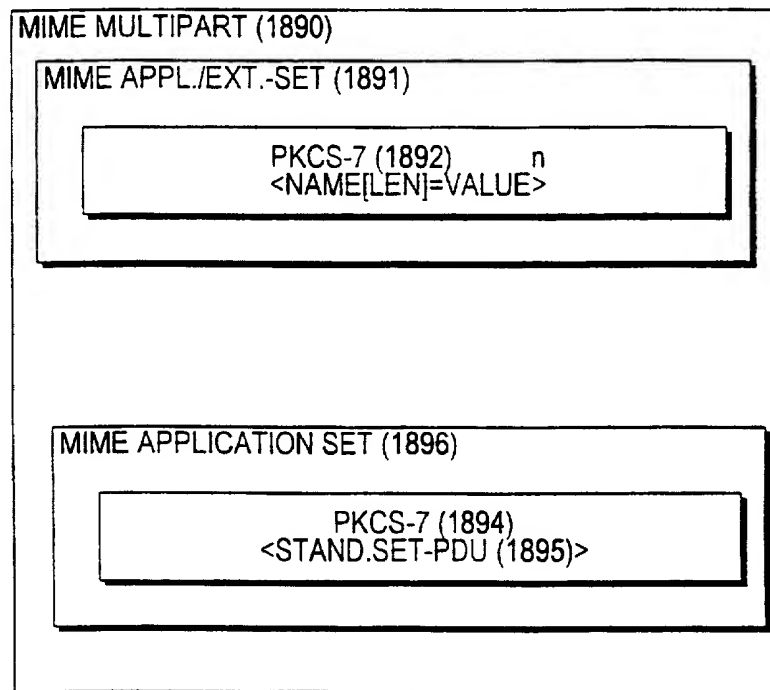 MIME MULTIPART (1890)
MIME APPL./EXT.-SET (1891)
PKCS-7 (1892) n
<NAME[LEN]=VALUE>
MIME APPLICATION SET (1896)
PKCS-7 (1894)
<STAND.SET-PDU (1895)>